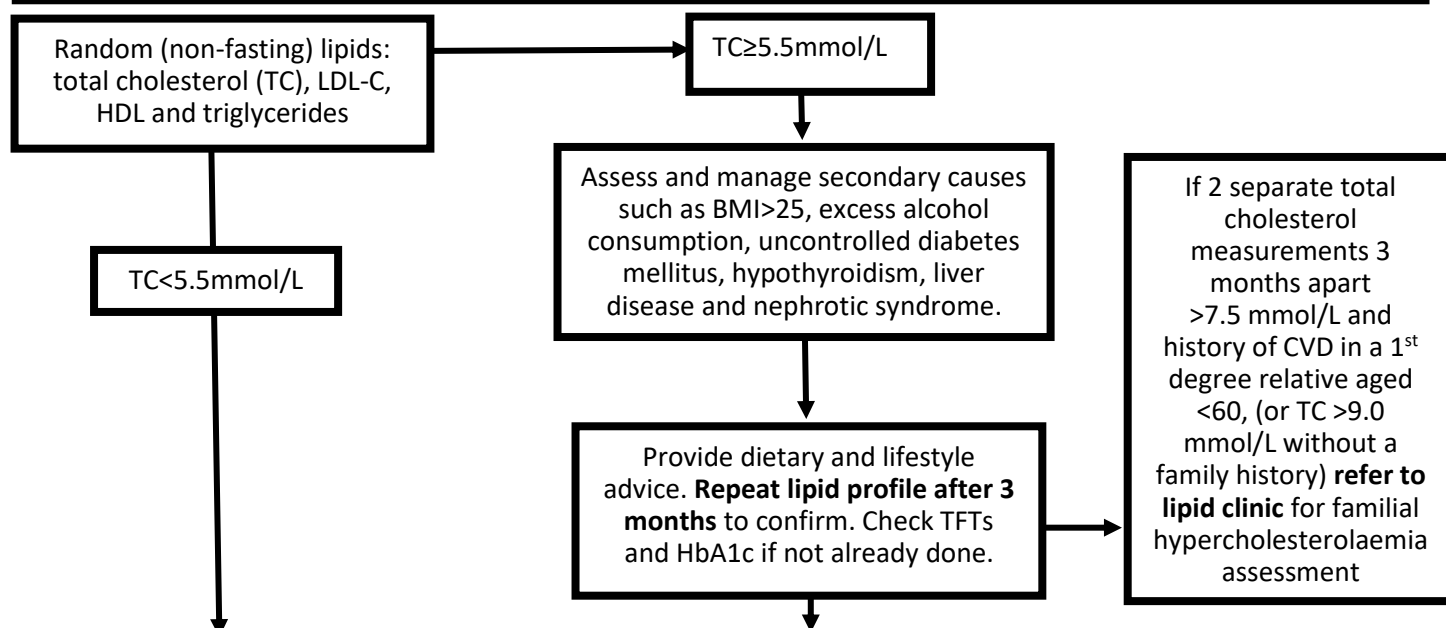 Random (non-fasting) lipids:
total cholesterol (TC), LDL-C,
HDL and triglycerides
TC≥5.5mmol/L
TC<5.5mmol/L
Assess and manage secondary causes
such as BMI>25, excess alcohol
consumption, uncontrolled diabetes
mellitus, hypothyroidism, liver
disease and nephrotic syndrome.
Provide dietary and lifestyle
advice. Repeat lipid profile after 3
months to confirm. Check TFTs
and HbA1c if not already done.
If 2 separate total
cholesterol
measurements 3
months apart
>7.5 mmol/L and
history of CVD in a 1st
degree relative aged
<60, (or TC >9.0
mmol/L without a
family history) refer to
lipid clinic for familial
hypercholesterolaemia
assessment